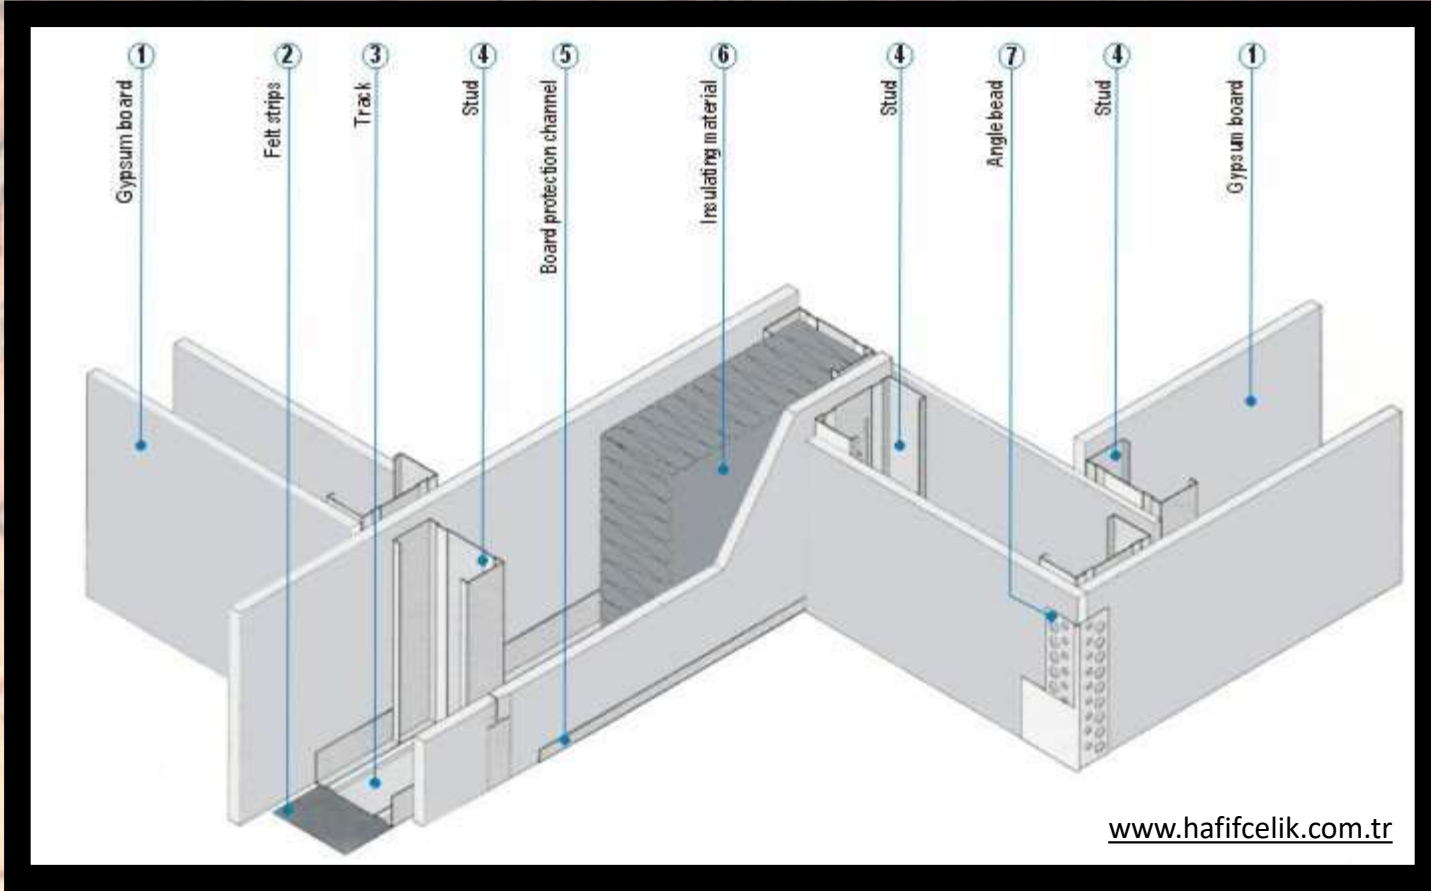 1
Gypsum board
2
Felt strips
3
Track
4
Stud
5
Board protection channel
6
Insulating material
4
Stud
7
Angle bead
4
Stud
1
Gypsum board
www.hafifcelik.com.tr